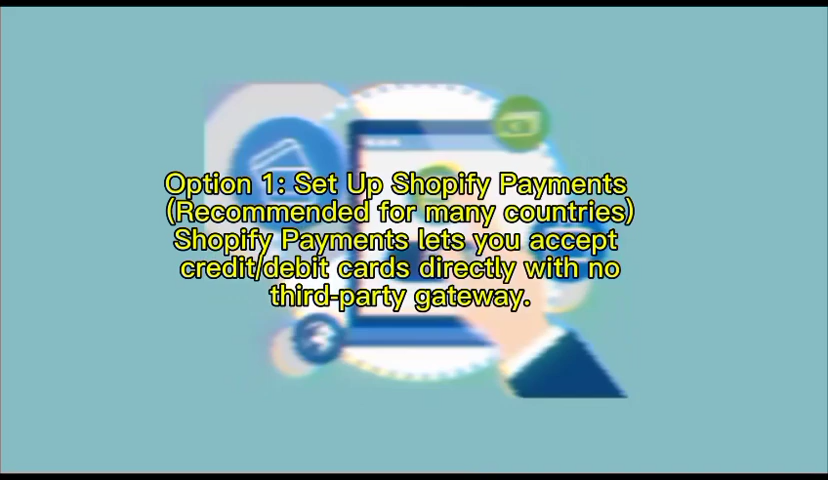 Option 1: Set Up Shopify Payments
(Recommended for many countries)
Shopify Payments lets you accept
credit/debit cards directly with no
third-party gateway.